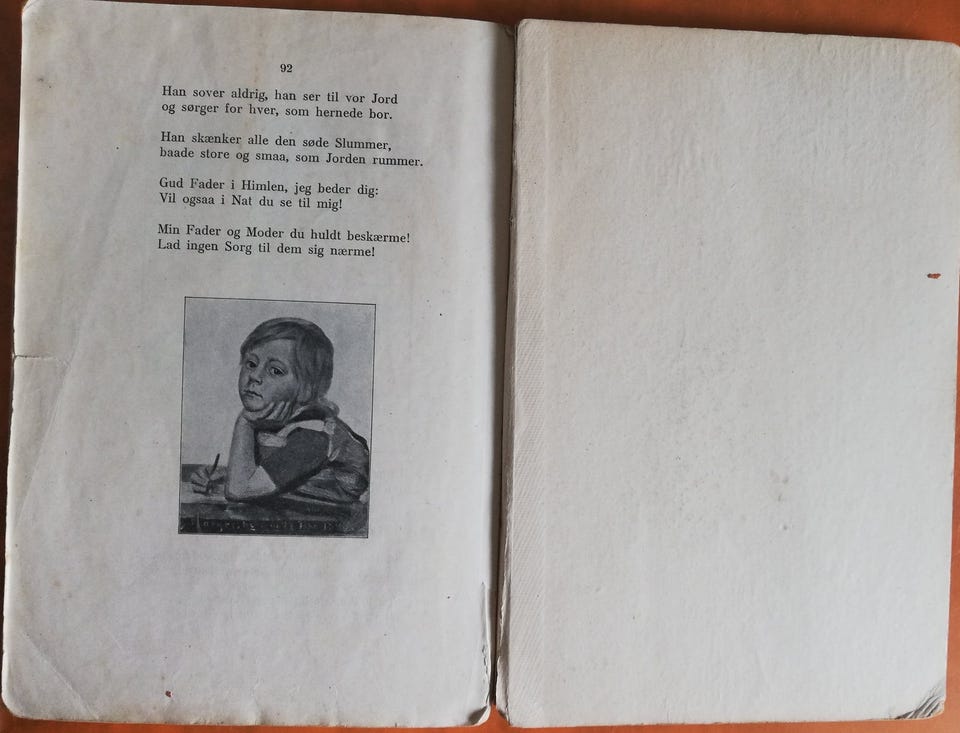 92
Han sover aldrig, han ser til vor Jord
og sørger for hver, som hernede bor.
Han skænker alle den søde Slummer,
baade store og smaa, som Jorden rummer.
Gud Fader i Himlen, jeg beder dig:
Vil ogsaa i Nat du se til mig!
Min Fader og Moder du huldt beskærme!
Lad ingen Sorg til dem sig nærme!